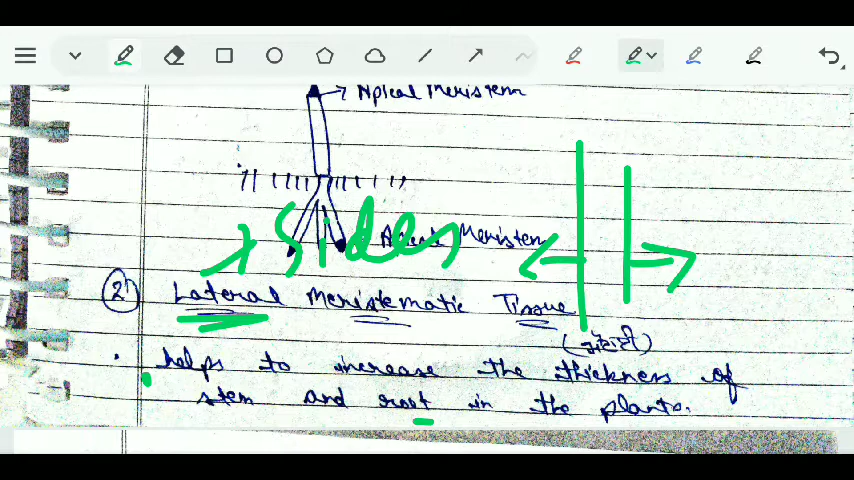 Apical Meristem
Sides
Apical Meristem
② Lateral Meristematic Tissue
(मोटाई)
helps to increase the thickness of
stem and root in the plants.